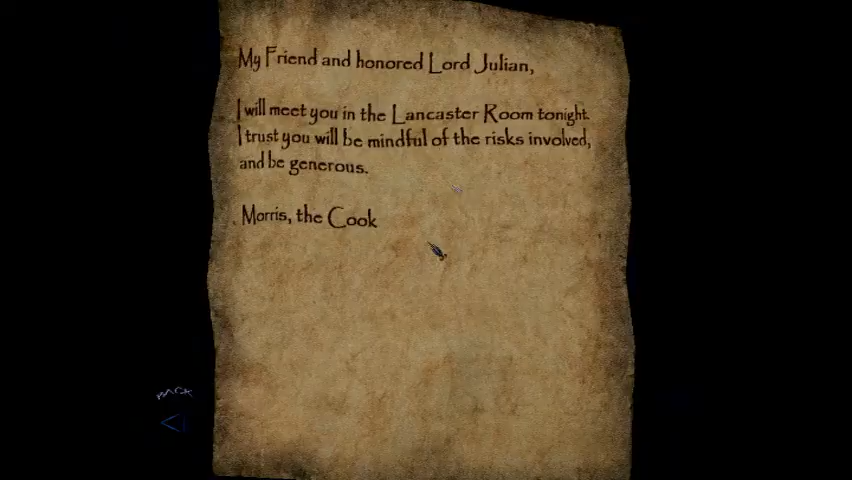 My Friend and honored Lord Julian,
I will meet you in the Lancaster Room tonight.
I trust you will be mindful of the risks involved,
and be generous.
Morris, the Cook
BACK